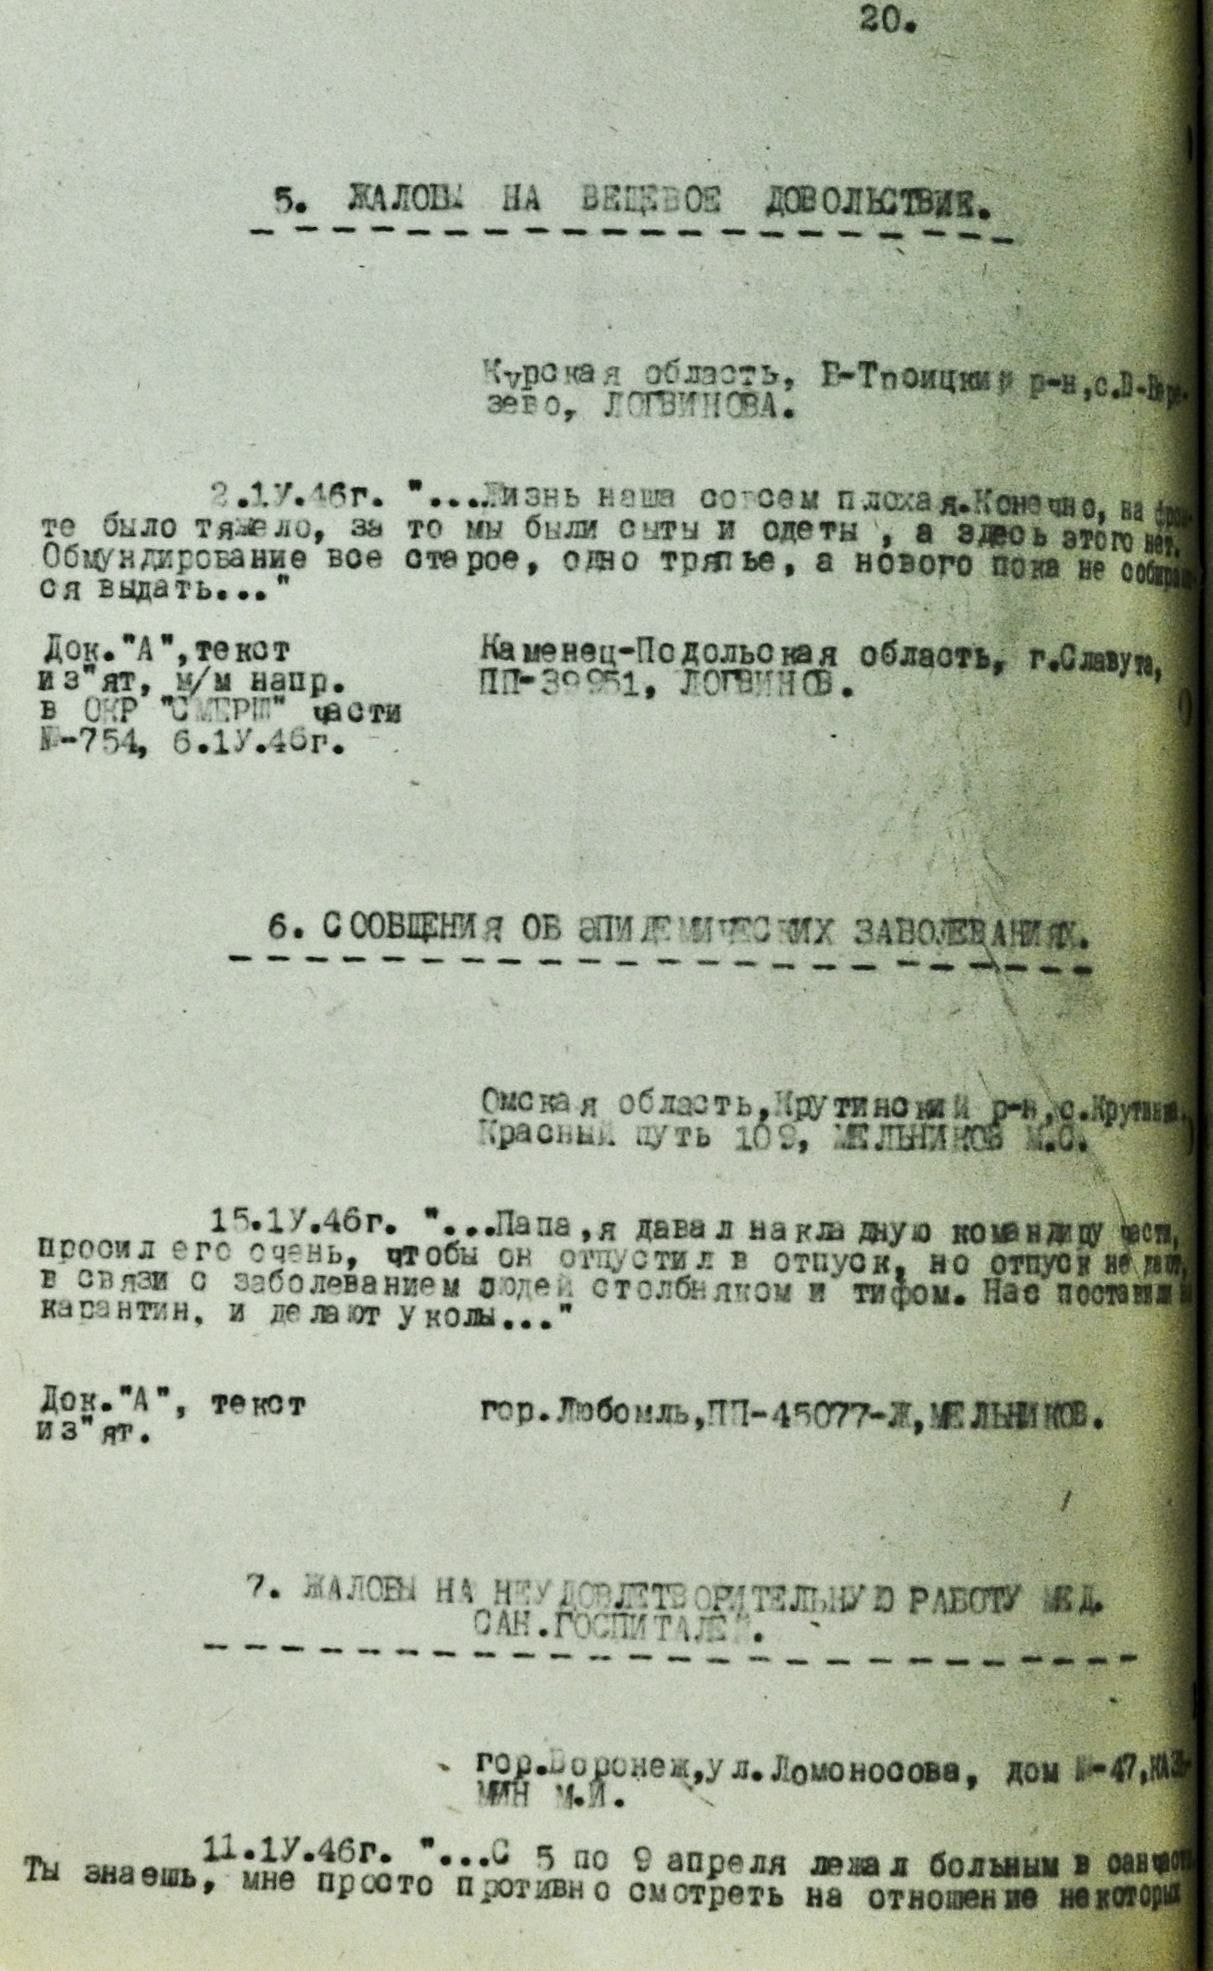 20.
5. ЖАЛОБЫ НА ВЕЩЕВОЕ ДОВОЛЬСТВИЕ.
Курская область, Б-Троицкий р-н,с.В-Бере-
зево, ЛОГВИНОВА.
2.1У.46г. "...Жизнь наша совсем плохая.Конечно, на фрон-
те было тяжело, за то мы были сыты и одеты , а здесь этого нет.
Обмундирование все старое, одно тряпье, а нового пока не собирают-
ся выдать..."
Док."А",текст
из"ят, м/м напр.
в ОКР "СМЕРШ" части
№-754, 6.1У.46г.
Каменец-Подольская область, г.Славута,
ПП-39951, ЛОГВИНОВ.
6. СООБЩЕНИЯ ОБ ЭПИДЕМИЧЕСКИХ ЗАБОЛЕВАНИЯХ.
Омская область,Крутинский р-н,с.Крутинка,
Красный путь 109, МЕЛЬНИКОВ М.С.
15.1У.46г. "...Папа,я давал накладную командиру части,
просил его очень, чтобы он отпустил в отпуск, но отпуск не дают,
в связи с заболеванием людей столбняком и тифом. Нас поставили в
карантин, и делают уколы..."
Док."А", текст
из"ят.
гор.Любомль,ПП-45077-Ж,МЕЛЬНИКОВ.
7. ЖАЛОБЫ НА НЕУДОВЛЕТВОРИТЕЛЬНУЮ РАБОТУ МЕД.
САН.ГОСПИТАЛЕЙ.
гор.Воронеж,ул.Ломоносова, дом №-47,
МИН М.И.
11.1У.46г. "...С 5 по 9 апреля лежал больным в санчасти.
Ты знаешь, мне просто противно смотреть на отношение некоторых